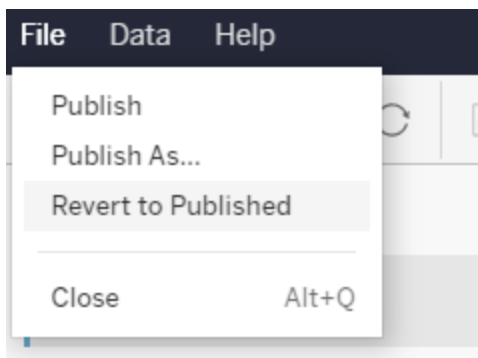 File Data Help
Publish
Publish As...
Revert to Published
Close Alt+Q